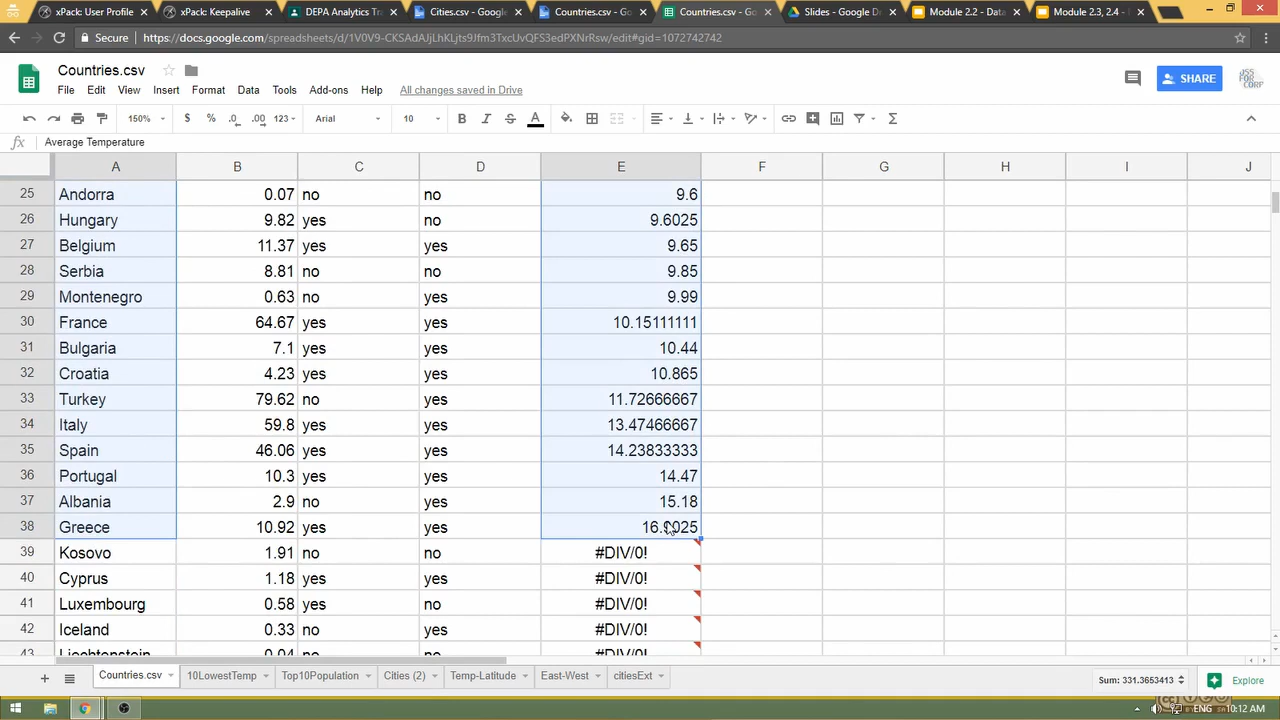 xPack: User Profile
xPack: Keepalive
DEPA Analytics Tra
Cities.csv - Google
Countries.csv - Go
Countries.csv - Go
Slides - Google D
Module 2.2 - Data
Module 2.3, 2.4 -
Secure https://docs.google.com/spreadsheets/d/1V0V9-CKSAdAJjLhKLjts9Jfm3TxcUvQFS3edPXNrRsw/edit#gid=1072742742
Countries.csv
File Edit View Insert Format Data Tools Add-ons Help All changes saved in Drive
SHARE
150% $ % .0 .00 123 Arial 10 B I S A Σ
fx Average Temperature
A B C D E F G H I J
25 Andorra 0.07 no no 9.6
26 Hungary 9.82 yes no 9.6025
27 Belgium 11.37 yes yes 9.65
28 Serbia 8.81 no no 9.85
29 Montenegro 0.63 no yes 9.99
30 France 64.67 yes yes 10.15111111
31 Bulgaria 7.1 yes yes 10.44
32 Croatia 4.23 yes yes 10.865
33 Turkey 79.62 no yes 11.72666667
34 Italy 59.8 yes yes 13.47466667
35 Spain 46.06 yes yes 14.23833333
36 Portugal 10.3 yes yes 14.47
37 Albania 2.9 no yes 15.18
38 Greece 10.92 yes yes
39 Kosovo 1.91 no no #DIV/0!
40 Cyprus 1.18 yes yes #DIV/0!
41 Luxembourg 0.58 yes no #DIV/0!
42 Iceland 0.33 no yes #DIV/0!
43 Liechtenstein 0.04 no no #DIV/0!
Countries.csv 10LowestTemp Top10Population Cities (2) Temp-Latitude East-West citiesExt Sum: 331.3653413 Explore
ENG 10:12 AM